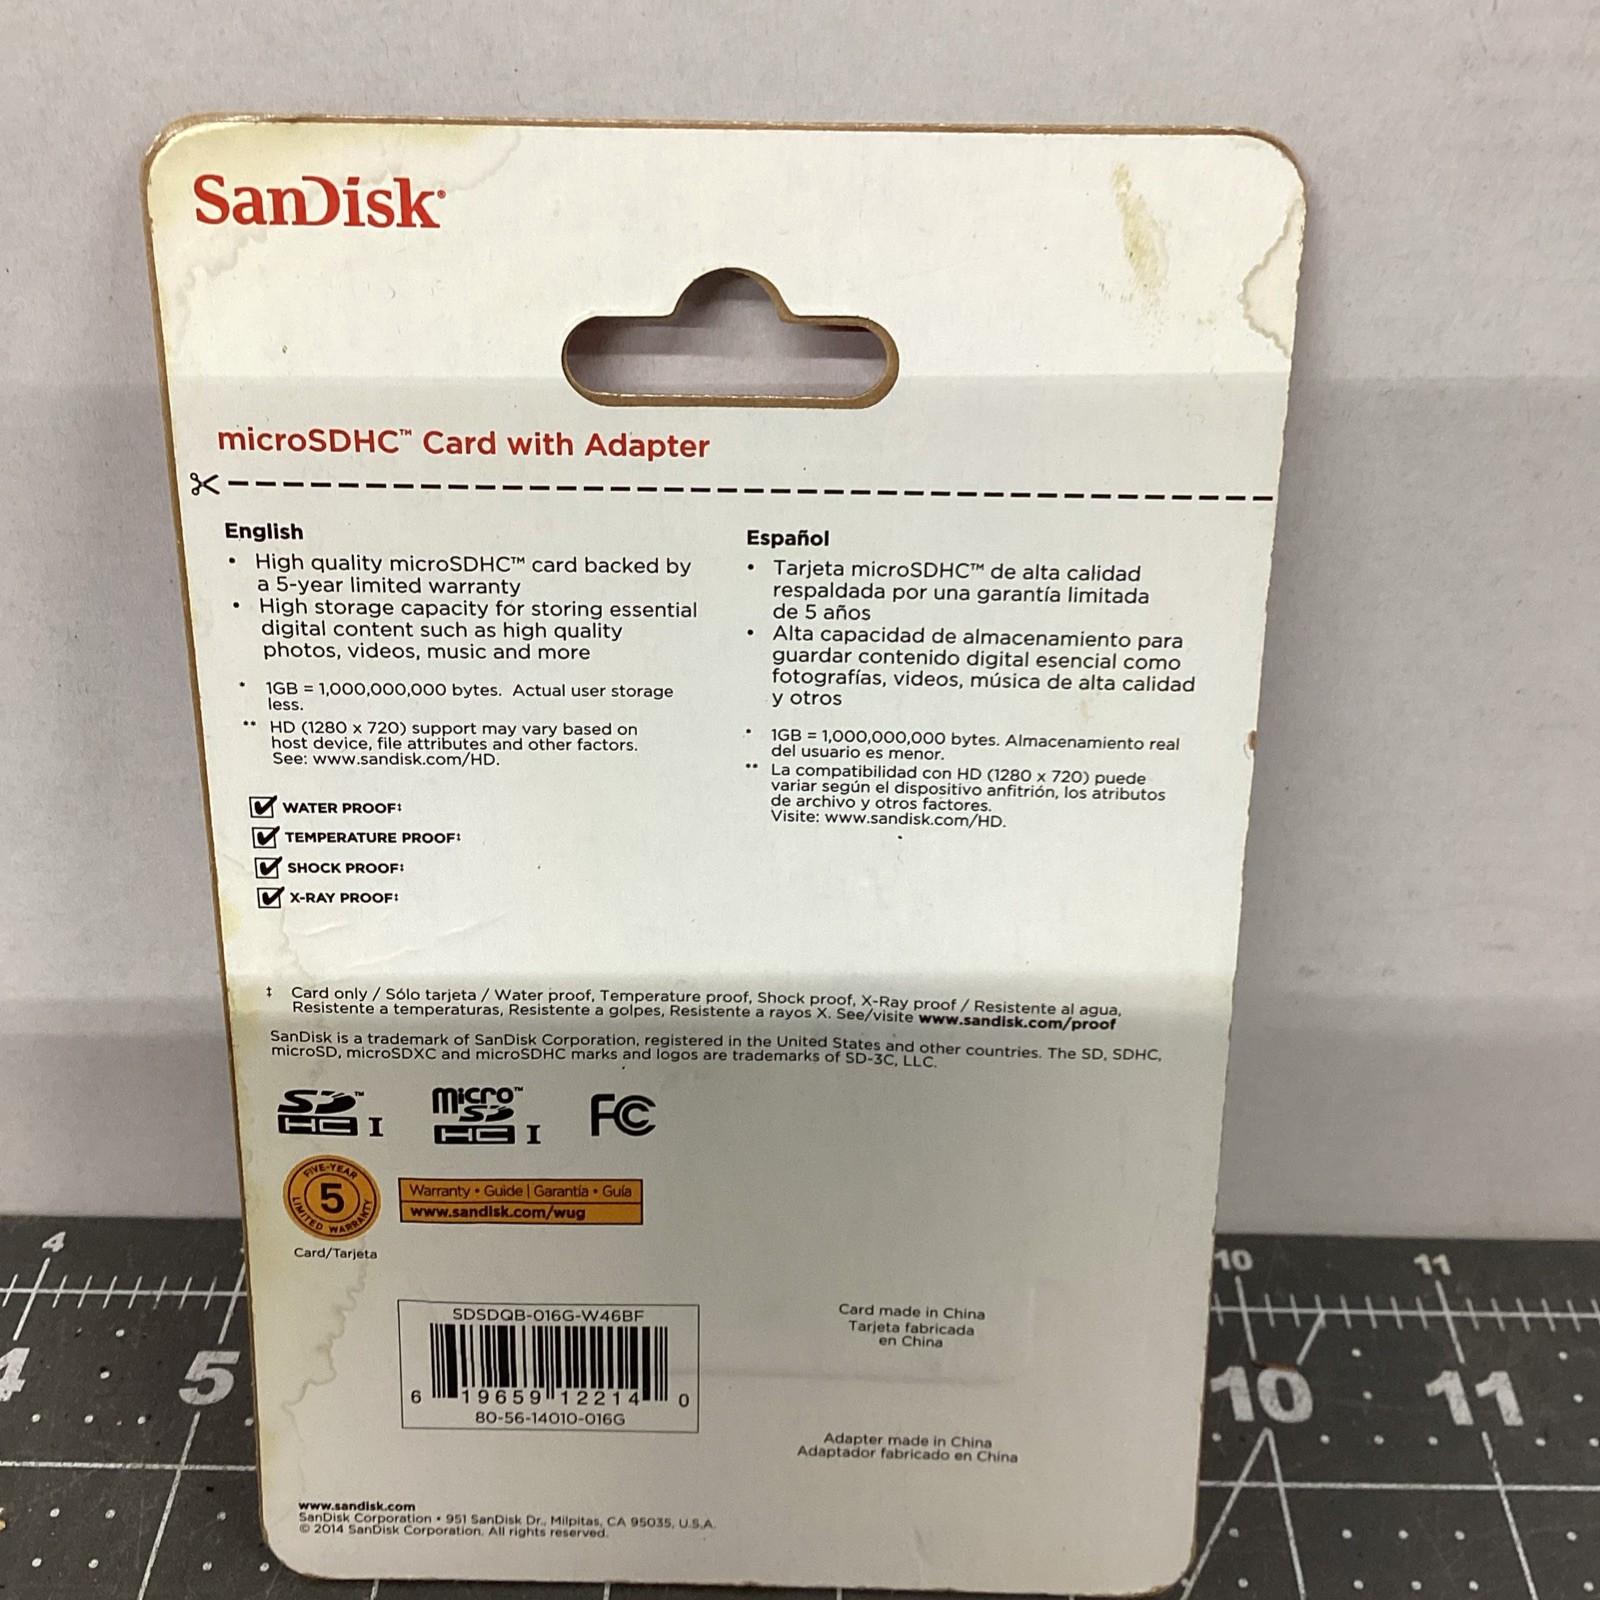 SanDisk®
microSDHC™ Card with Adapter
English
• High quality microSDHC™ card backed by
a 5-year limited warranty
• High storage capacity for storing essential
digital content such as high quality
photos, videos, music and more
* 1GB = 1,000,000,000 bytes. Actual user storage
less.
** HD (1280 x 720) support may vary based on
host device, file attributes and other factors.
See: www.sandisk.com/HD.
WATER PROOF‡
TEMPERATURE PROOF‡
SHOCK PROOF‡
X-RAY PROOF‡
Español
• Tarjeta microSDHC™ de alta calidad
respaldada por una garantía limitada
de 5 años
• Alta capacidad de almacenamiento para
guardar contenido digital esencial como
fotografías, videos, música de alta calidad
y otros
* 1GB = 1,000,000,000 bytes. Almacenamiento real
del usuario es menor.
** La compatibilidad con HD (1280 x 720) puede
variar según el dispositivo anfitrión, los atributos
de archivo y otros factores.
Visite: www.sandisk.com/HD.
‡ Card only / Sólo tarjeta / Water proof, Temperature proof, Shock proof, X-Ray proof / Resistente al agua,
Resistente a temperaturas, Resistente a golpes, Resistente a rayos X. See/visite www.sandisk.com/proof
SanDisk is a trademark of SanDisk Corporation, registered in the United States and other countries. The SD, SDHC,
microSD, microSDXC and microSDHC marks and logos are trademarks of SD-3C, LLC.
SD™ HC I
micro™ SD HC I
FC
FIVE-YEAR
5
LIMITED WARRANTY
Card/Tarjeta
Warranty • Guide | Garantía • Guía
www.sandisk.com/wug
SDSDQB-016G-W46BF
6 19659 12214 0
80-56-14010-016G
Card made in China
Tarjeta fabricada
en China
Adapter made in China
Adaptador fabricado en China
www.sandisk.com
SanDisk Corporation • 951 SanDisk Dr., Milpitas, CA 95035, U.S.A.
© 2014 SanDisk Corporation. All rights reserved.
4
10
11
4
5
10
11